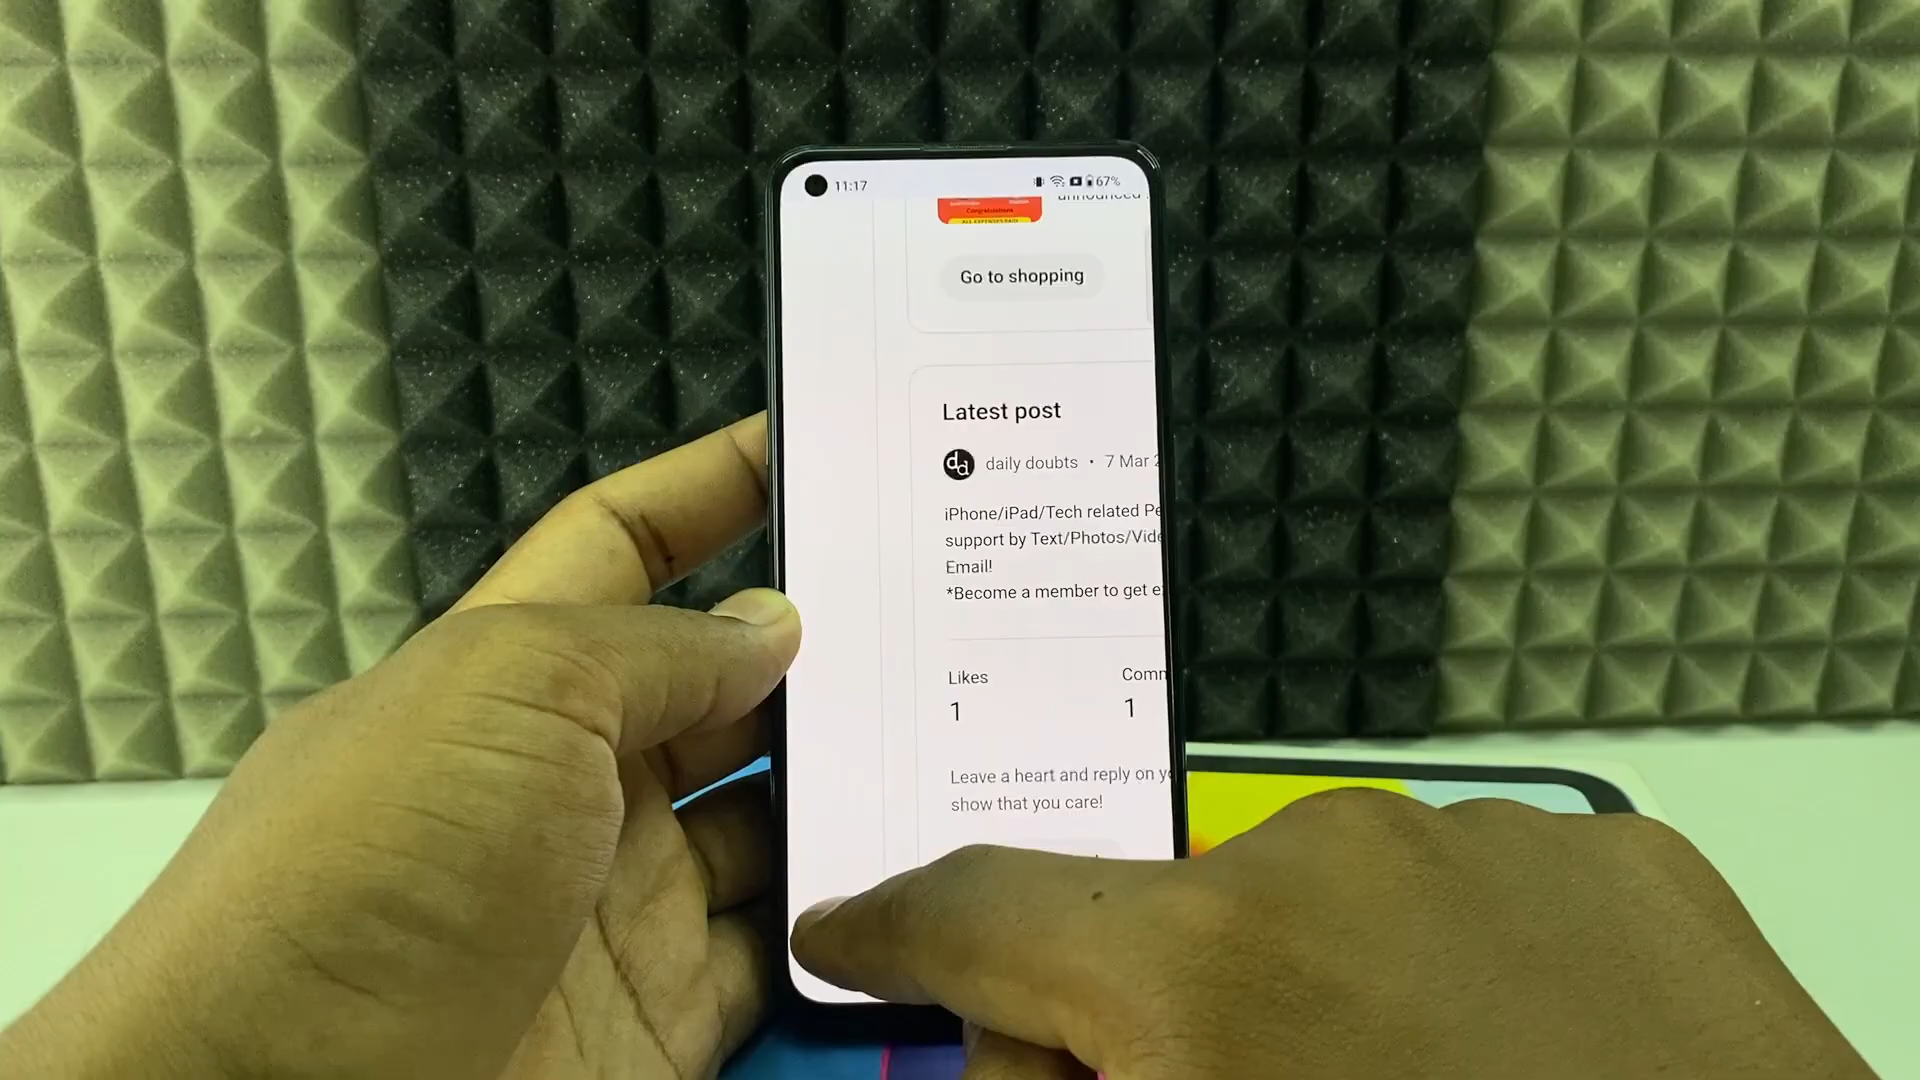 11:17
67%
announced
Congratulations
ALL EXPENSES PAID
Go to shopping
Latest post
dd
daily doubts • 7 Mar 2
iPhone/iPad/Tech related Pe
support by Text/Photos/Vide
Email!
*Become a member to get e
Likes
Comm
1
1
Leave a heart and reply on yo
show that you care!